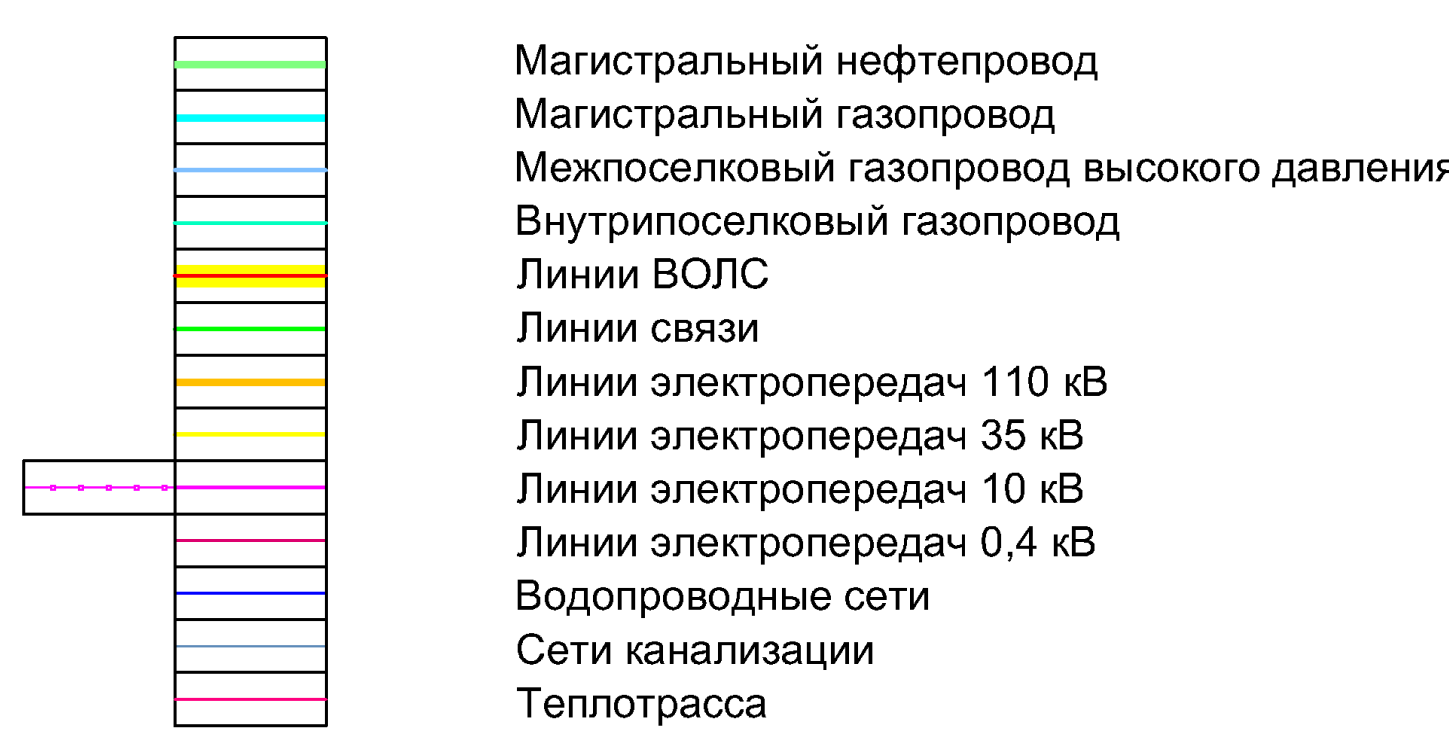 Магистральный нефтепровод
Магистральный газопровод
Межпоселковый газопровод высокого давления
Внутрипоселковый газопровод
Линии ВОЛС
Линии связи
Линии электропередач 110 кВ
Линии электропередач 35 кВ
Линии электропередач 10 кВ
Линии электропередач 0,4 кВ
Водопроводные сети
Сети канализации
Теплотрасса